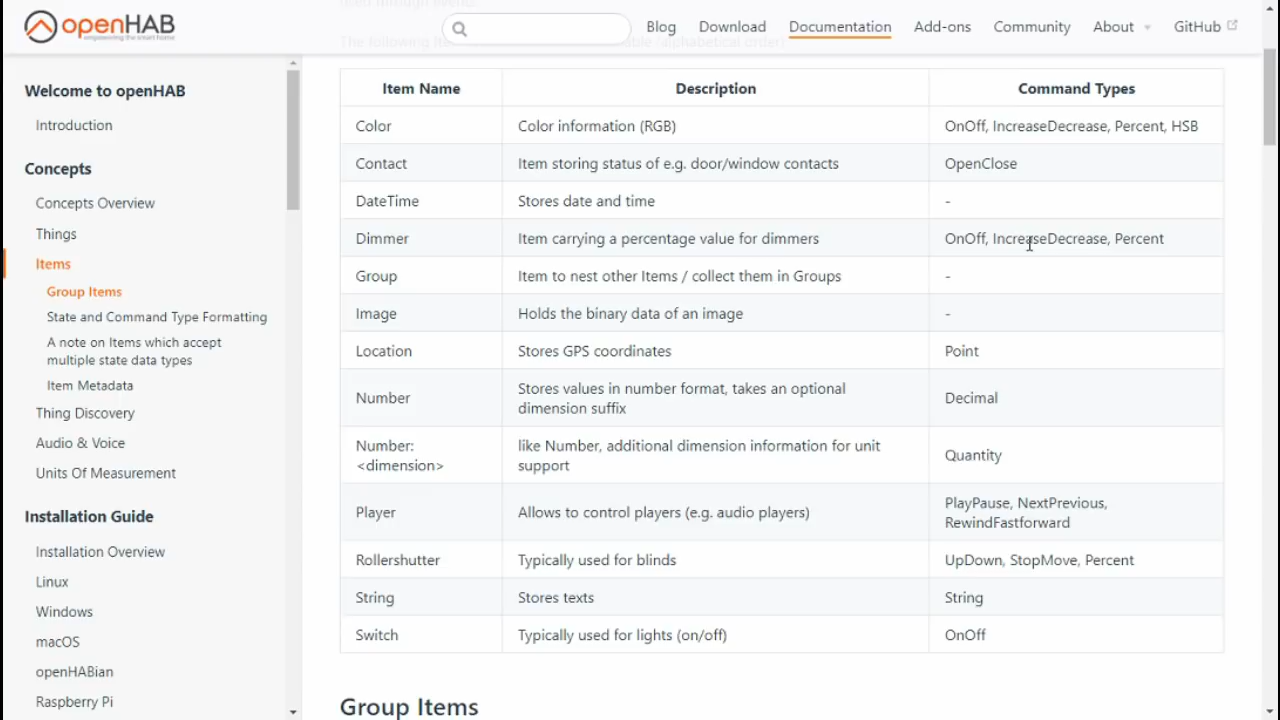 openHAB
empowering the smart home
Blog
Download
Documentation
Add-ons
Community
About
GitHub
Welcome to openHAB
Introduction
Concepts
Concepts Overview
Things
Items
Group Items
State and Command Type Formatting
A note on Items which accept
multiple state data types
Item Metadata
Thing Discovery
Audio & Voice
Units Of Measurement
Installation Guide
Installation Overview
Linux
Windows
macOS
openHABian
Raspberry Pi
Item Name Description Command Types
Color Color information (RGB) OnOff, IncreaseDecrease, Percent, HSB
Contact Item storing status of e.g. door/window contacts OpenClose
DateTime Stores date and time -
Dimmer Item carrying a percentage value for dimmers OnOff, IncreaseDecrease, Percent
Group Item to nest other Items / collect them in Groups -
Image Holds the binary data of an image -
Location Stores GPS coordinates Point
Number Stores values in number format, takes an optional
dimension suffix Decimal
Number:
<dimension> like Number, additional dimension information for unit
support Quantity
Player Allows to control players (e.g. audio players) PlayPause, NextPrevious,
RewindFastforward
Rollershutter Typically used for blinds UpDown, StopMove, Percent
String Stores texts String
Switch Typically used for lights (on/off) OnOff
Group Items